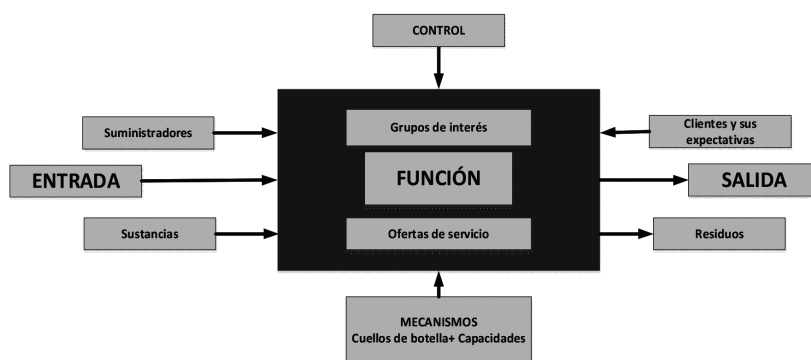 CONTROL
Suministradores
Grupos de interés
Clientes y sus
expectativas
ENTRADA
FUNCIÓN
SALIDA
Sustancias
Ofertas de servicio
Residuos
MECANISMOS
Cuellos de botella+ Capacidades